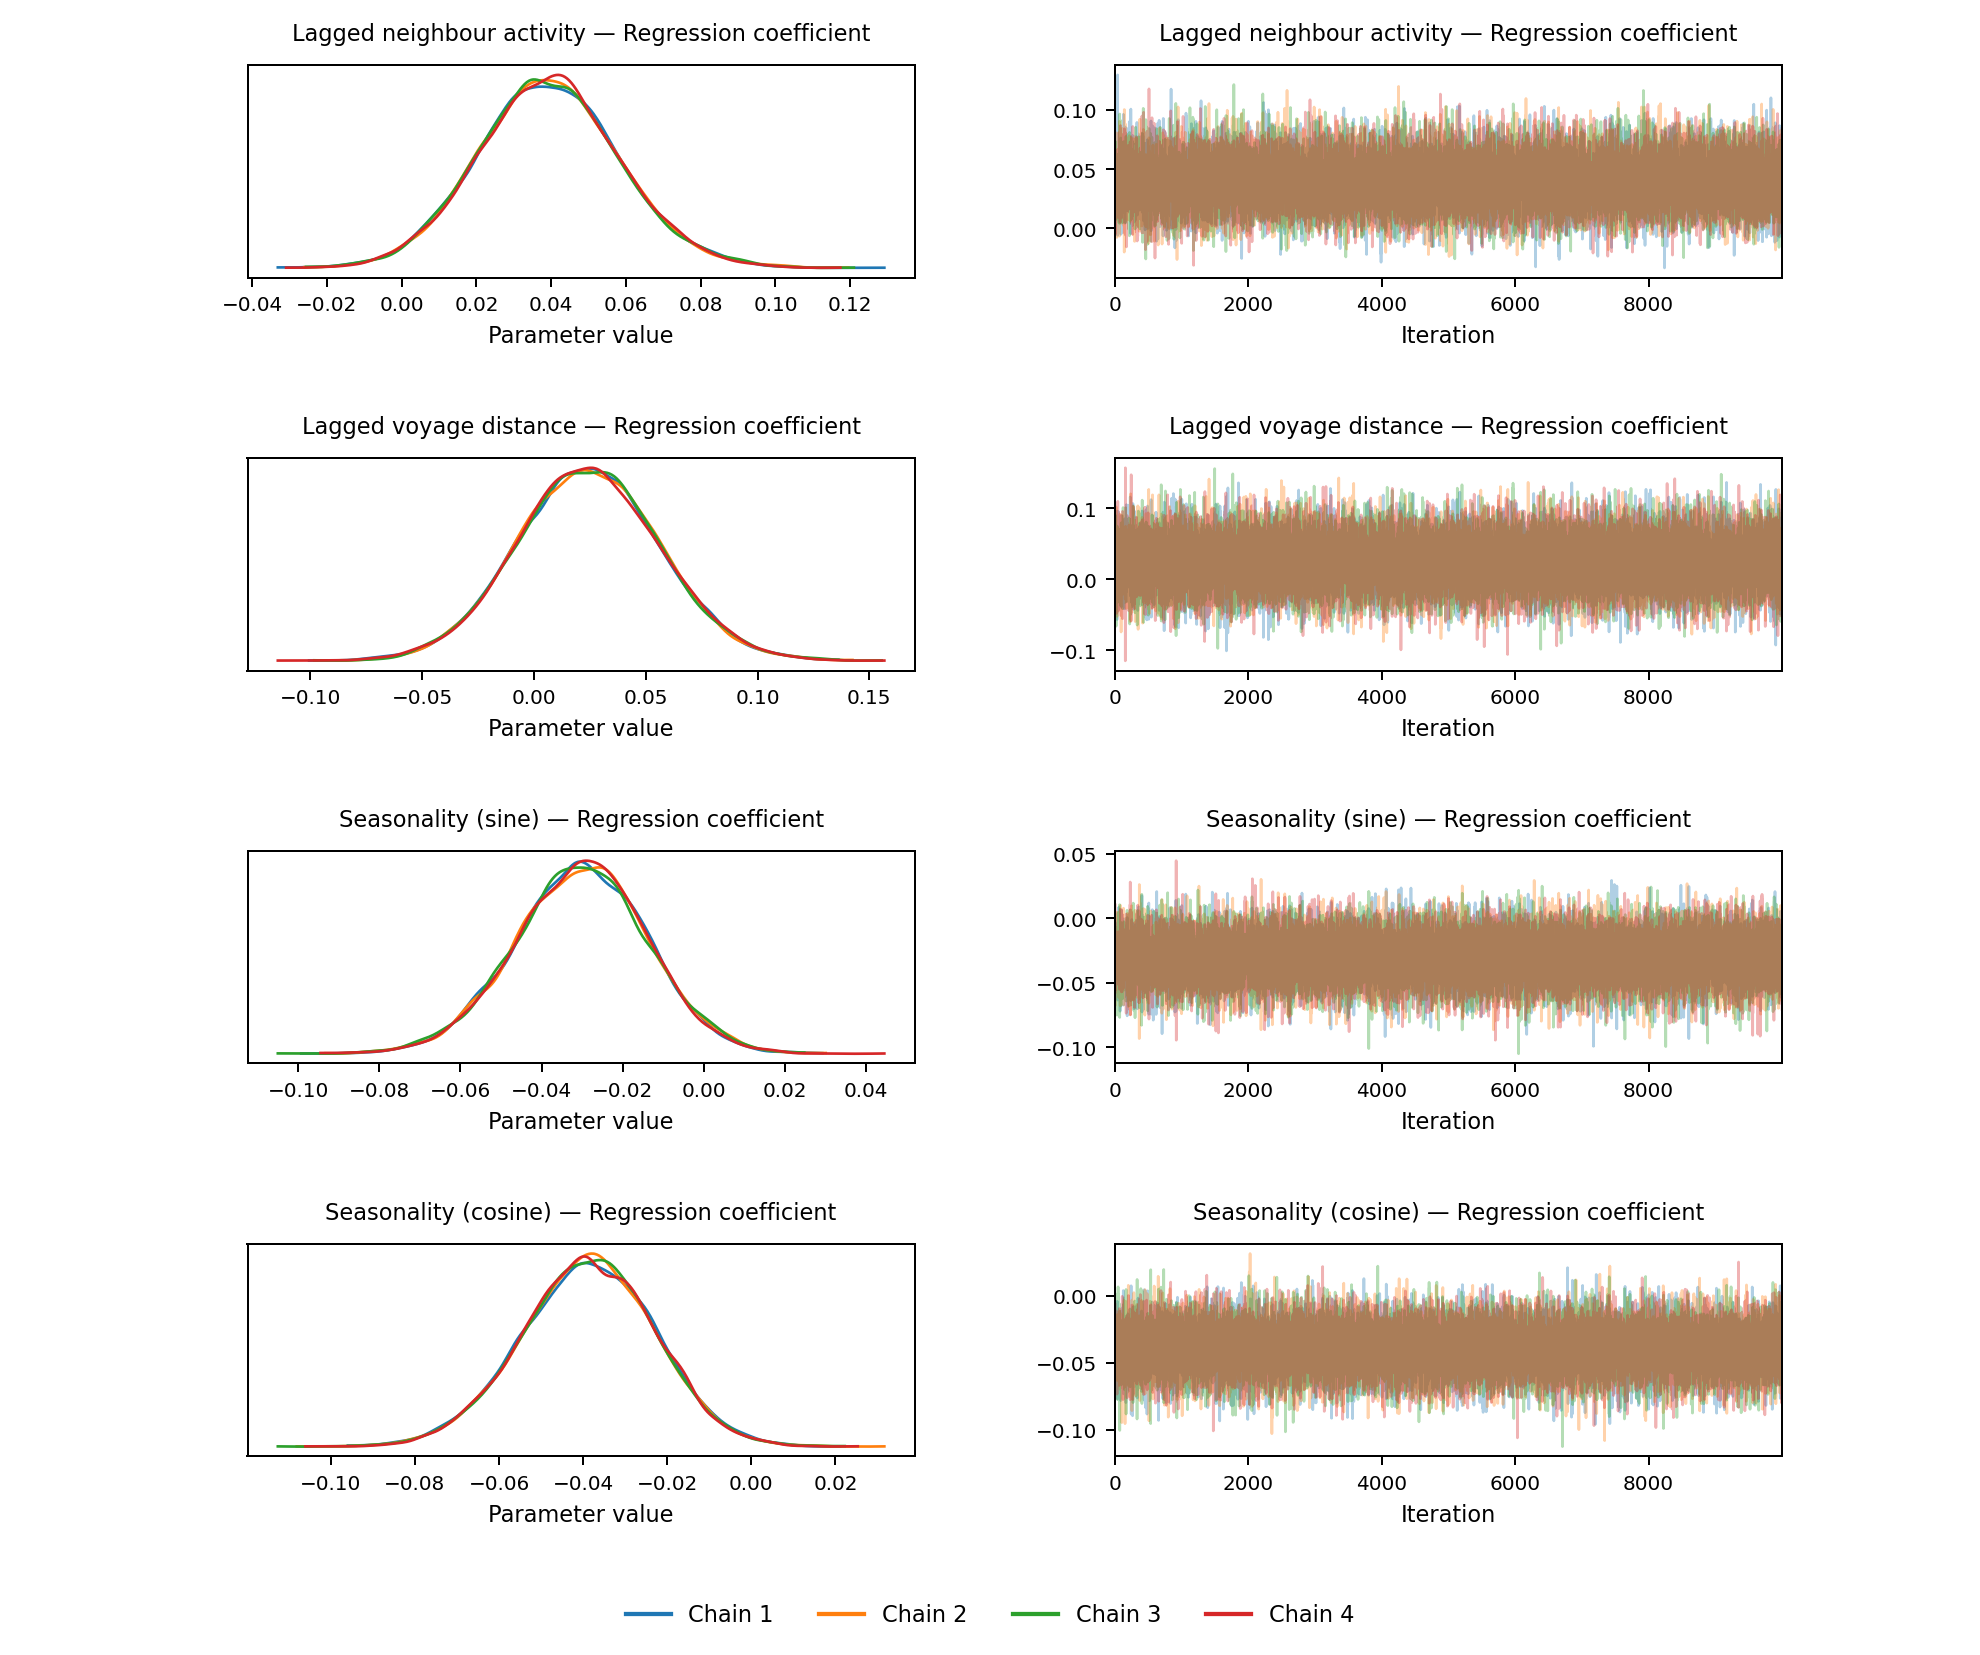 Lagged neighbour activity — Regression coefficient
Lagged neighbour activity — Regression coefficient
0.10
0.05
0.00
−0.04 −0.02 0.00 0.02 0.04 0.06 0.08 0.10 0.12
0 2000 4000 6000 8000
Parameter value
Iteration
Lagged voyage distance — Regression coefficient
Lagged voyage distance — Regression coefficient
0.1
0.0
−0.1
−0.10 −0.05 0.00 0.05 0.10 0.15
0 2000 4000 6000 8000
Parameter value
Iteration
Seasonality (sine) — Regression coefficient
Seasonality (sine) — Regression coefficient
0.05
0.00
−0.05
−0.10
−0.10 −0.08 −0.06 −0.04 −0.02 0.00 0.02 0.04
0 2000 4000 6000 8000
Parameter value
Iteration
Seasonality (cosine) — Regression coefficient
Seasonality (cosine) — Regression coefficient
0.00
−0.05
−0.10
−0.10 −0.08 −0.06 −0.04 −0.02 0.00 0.02
0 2000 4000 6000 8000
Parameter value
Iteration
Chain 1 Chain 2 Chain 3 Chain 4